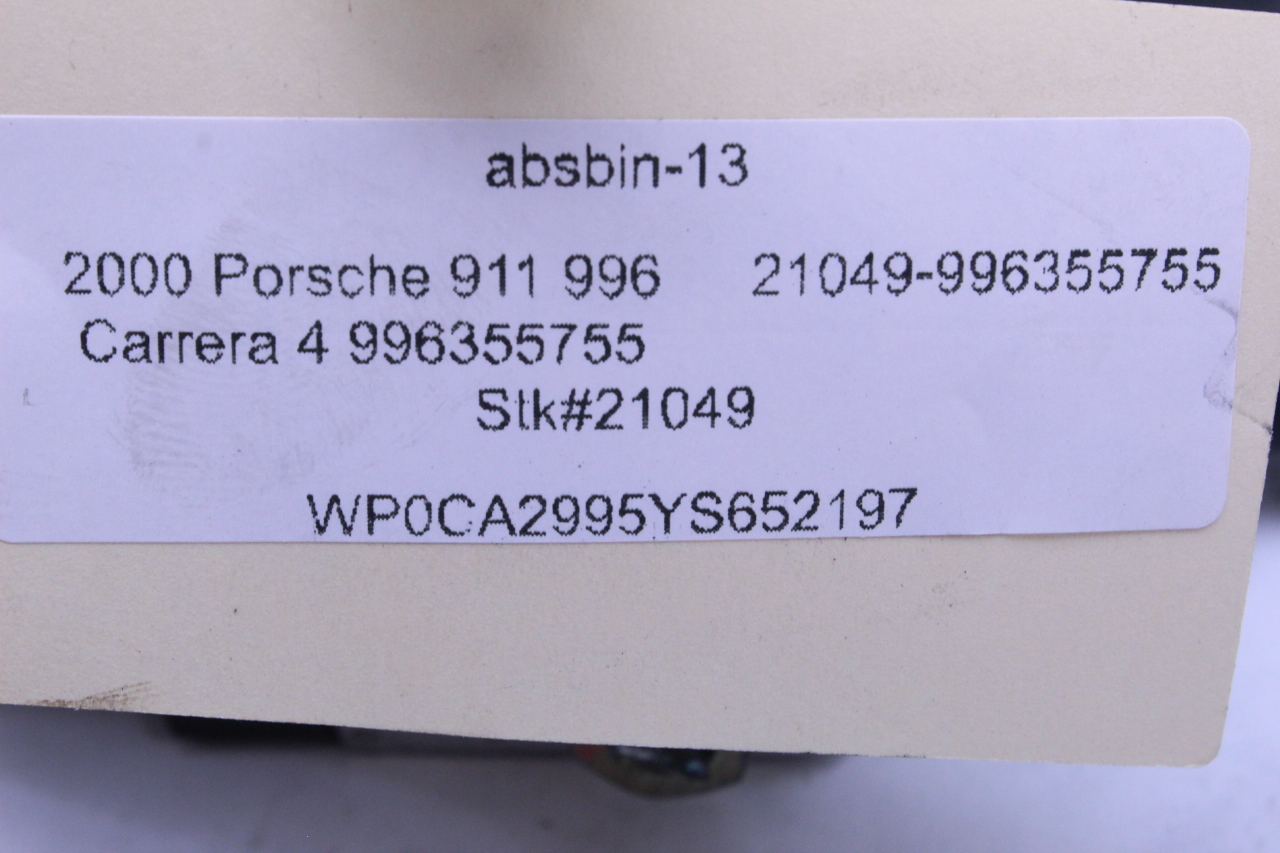 absbin-13
2000 Porsche 911 996 21049-996355755
Carrera 4 996355755
Stk#21049
WP0CA2995YS652197